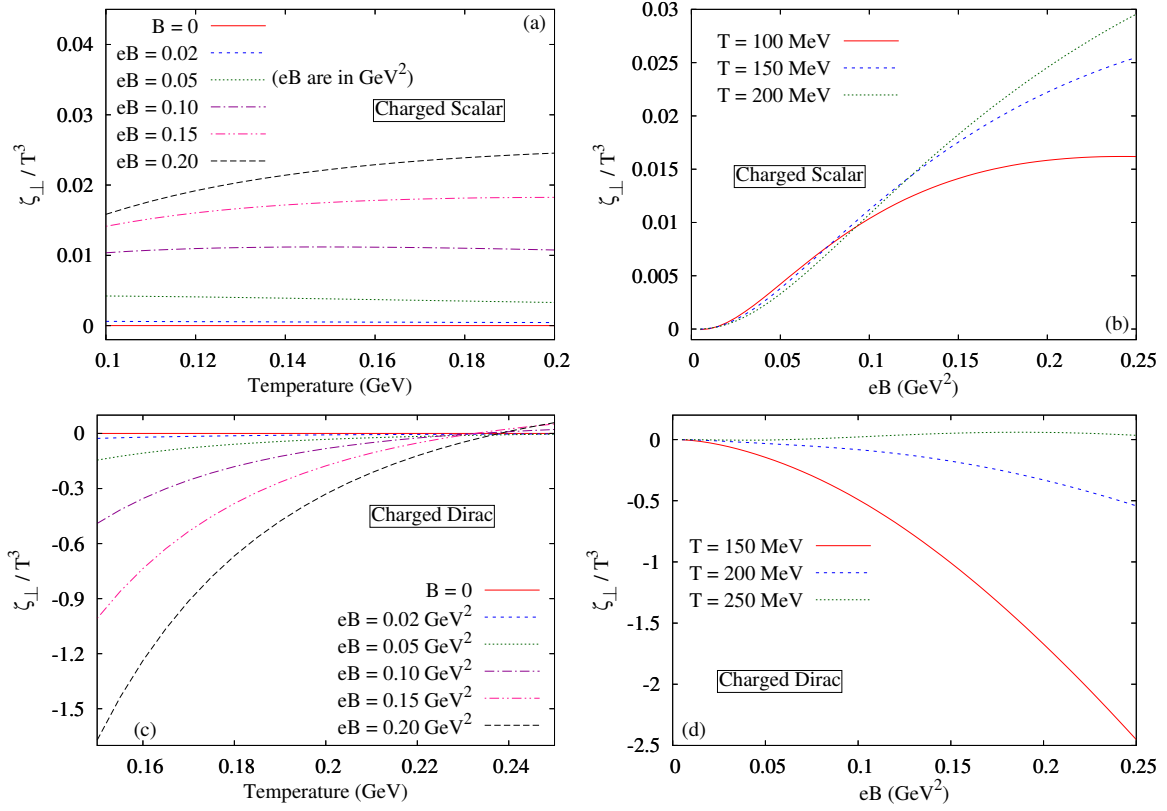 (a)
B = 0
eB = 0.02
eB = 0.05
(eB are in GeV²)
eB = 0.10
eB = 0.15
eB = 0.20
Charged Scalar
0.04
0.03
0.02
0.01
0
ζ⊥ / T³
0.1 0.12 0.14 0.16 0.18 0.2
Temperature (GeV)
T = 100 MeV
T = 150 MeV
T = 200 MeV
Charged Scalar
(b)
0.03
0.025
0.02
0.015
0.01
0.005
0
ζ⊥ / T³
0 0.05 0.1 0.15 0.2 0.25
eB (GeV²)
0
-0.3
-0.6
-0.9
-1.2
-1.5
ζ⊥ / T³
Charged Dirac
B = 0
eB = 0.02 GeV²
eB = 0.05 GeV²
eB = 0.10 GeV²
eB = 0.15 GeV²
eB = 0.20 GeV²
(c)
0.16 0.18 0.2 0.22 0.24
Temperature (GeV)
0.5
0
-0.5
-1
-1.5
-2
-2.5
ζ⊥ / T³
T = 150 MeV
T = 200 MeV
T = 250 MeV
Charged Dirac
(d)
0 0.05 0.1 0.15 0.2 0.25
eB (GeV²)